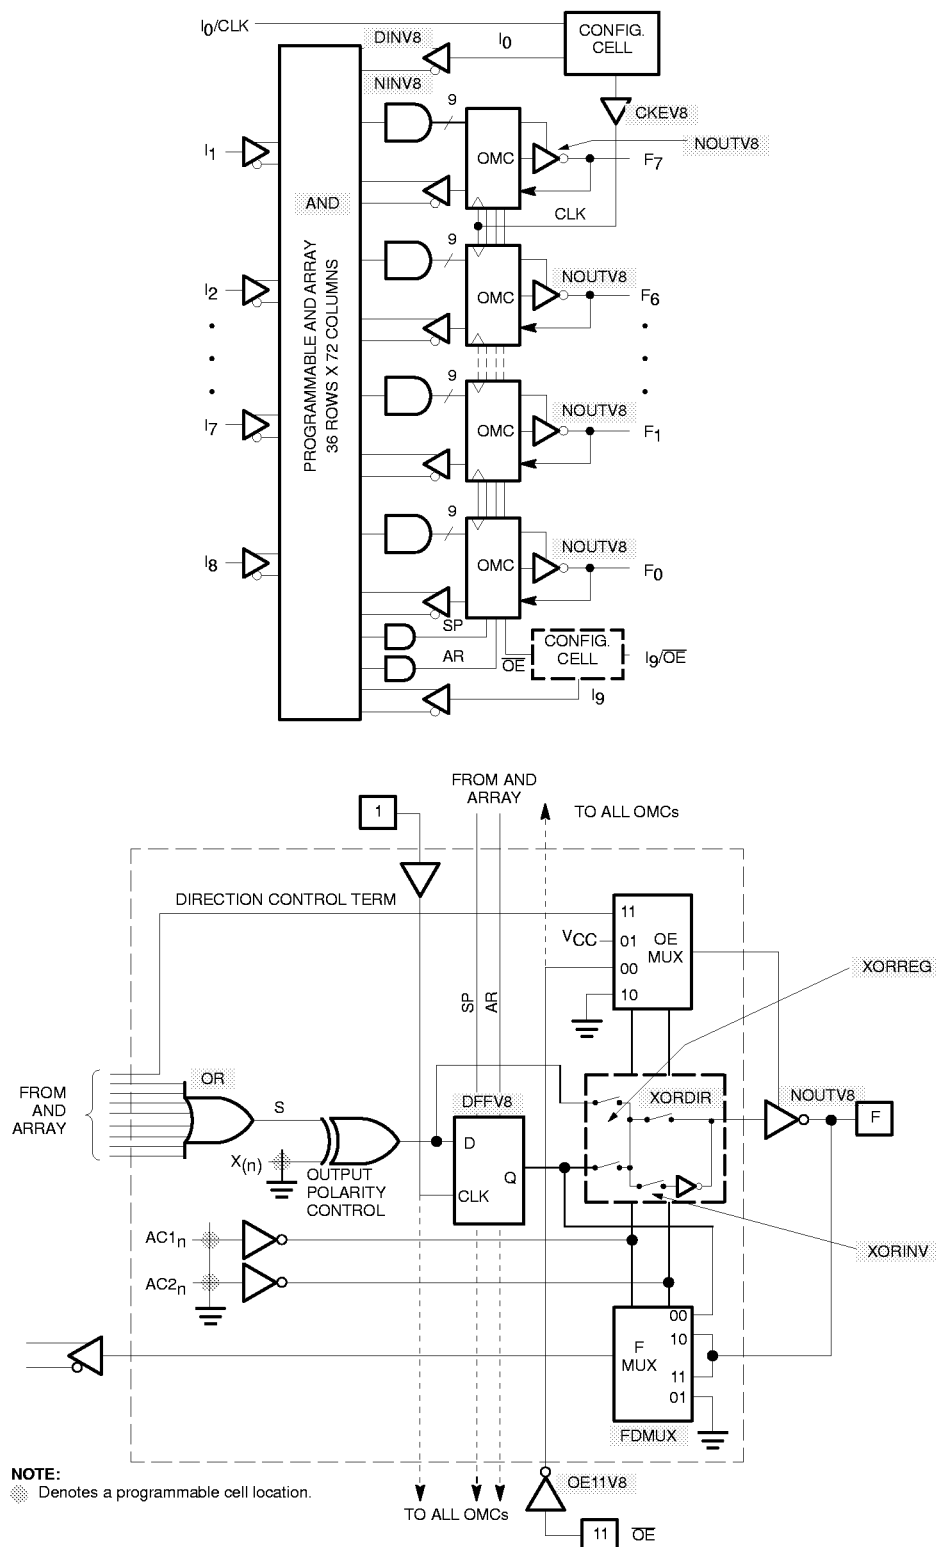 I0/CLK
CONFIG.
CELL
DINV8
I0
NINV8
CKEV8
9
NOUTV8
I1
OMC
F7
AND
CLK
PROGRAMMABLE AND ARRAY
36 ROWS X 72 COLUMNS
9
NOUTV8
I2
OMC
F6
9
NOUTV8
I7
OMC
F1
9
NOUTV8
I8
OMC
F0
SP
AR
OE
CONFIG.
CELL
I9/OE
I9
FROM AND
ARRAY
1
TO ALL OMCs
DIRECTION CONTROL TERM
11
VCC
01
OE
MUX
00
10
XORREG
SP
AR
FROM
AND
ARRAY
OR
S
DFFV8
XORDIR
NOUTV8
F
X(n)
D
Q
CLK
OUTPUT
POLARITY
CONTROL
AC1n
XORINV
AC2n
00
10
F
MUX
11
01
FDMUX
NOTE:
Denotes a programmable cell location.
OE11V8
TO ALL OMCs
11
OE